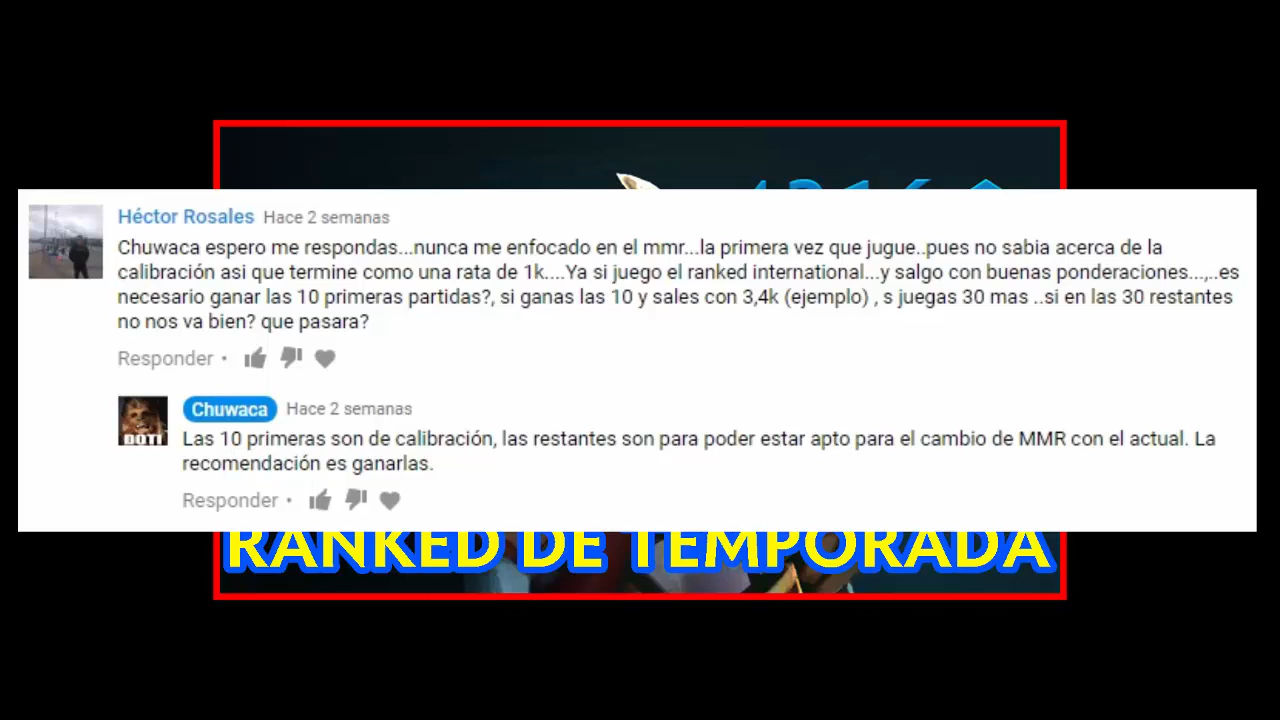 Héctor Rosales Hace 2 semanas
Chuwaca espero me respondas...nunca me enfocado en el mmr...la primera vez que jugue..pues no sabia acerca de la
calibración asi que termine como una rata de 1k....Ya si juego el ranked international...y salgo con buenas ponderaciones...,..es
necesario ganar las 10 primeras partidas?, si ganas las 10 y sales con 3,4k (ejemplo) , s juegas 30 mas ..si en las 30 restantes
no nos va bien? que pasara?
Responder •
Chuwaca Hace 2 semanas
Las 10 primeras son de calibración, las restantes son para poder estar apto para el cambio de MMR con el actual. La
recomendación es ganarlas.
Responder •
RANKED DE TEMPORADA